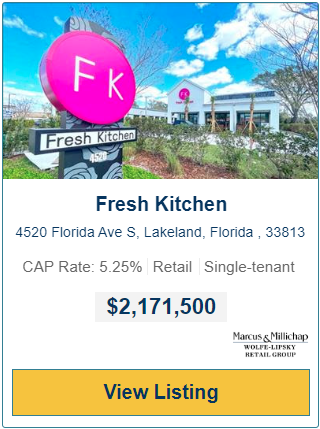 F K
Fresh Kitchen
Fresh Kitchen
4520 Florida Ave S, Lakeland, Florida , 33813
CAP Rate: 5.25% Retail Single-tenant
$2,171,500
Marcus & Millichap
WOLFE-LIPSKY
RETAIL GROUP
View Listing